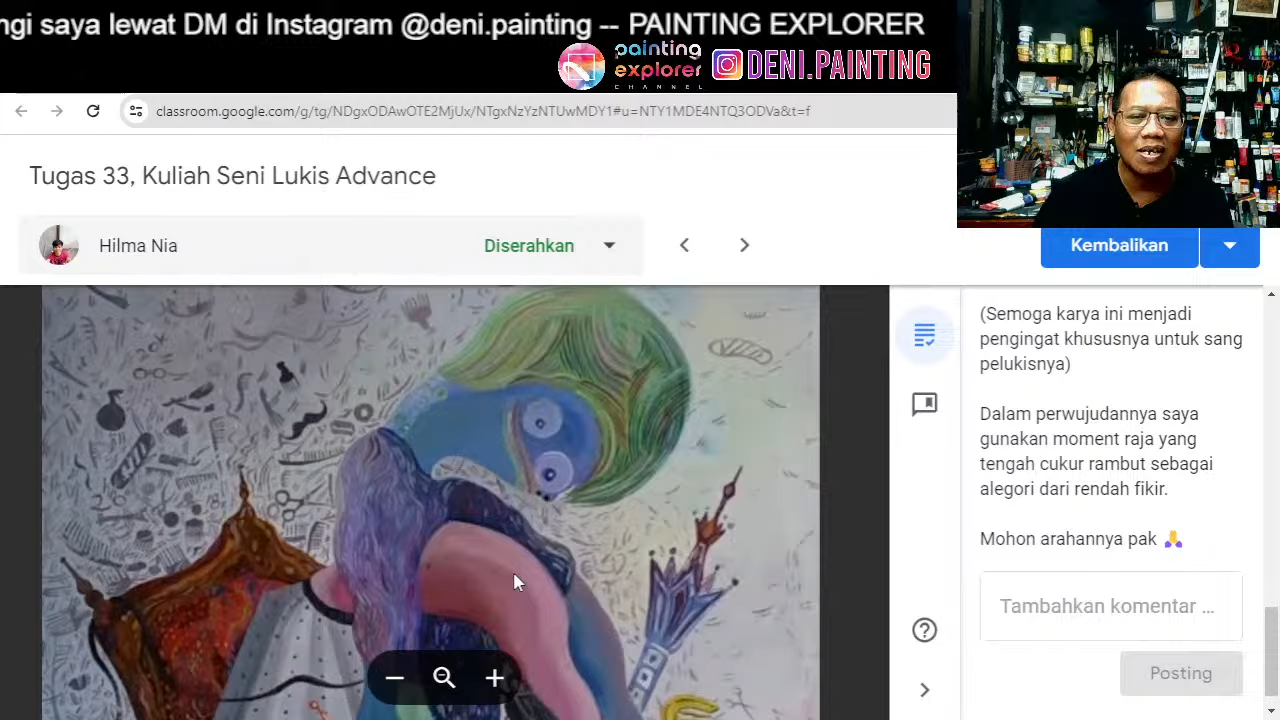 ngi saya lewat DM di Instagram @deni.painting -- PAINTING EXPLORER
painting
explorer
CHANNEL
DENI.PAINTING
classroom.google.com/g/tg/NDgxODAwOTE2MjUx/NTgxNzYzNTUwMDY1#u=NTY1MDE4NTQ3ODVa&t=f
Tugas 33, Kuliah Seni Lukis Advance
Hilma Nia
Diserahkan
Kembalikan
(Semoga karya ini menjadi
pengingat khususnya untuk sang
pelukisnya)
Dalam perwujudannya saya
gunakan moment raja yang
tengah cukur rambut sebagai
alegori dari rendah fikir.
Mohon arahannya pak 🙏
Tambahkan komentar ...
Posting